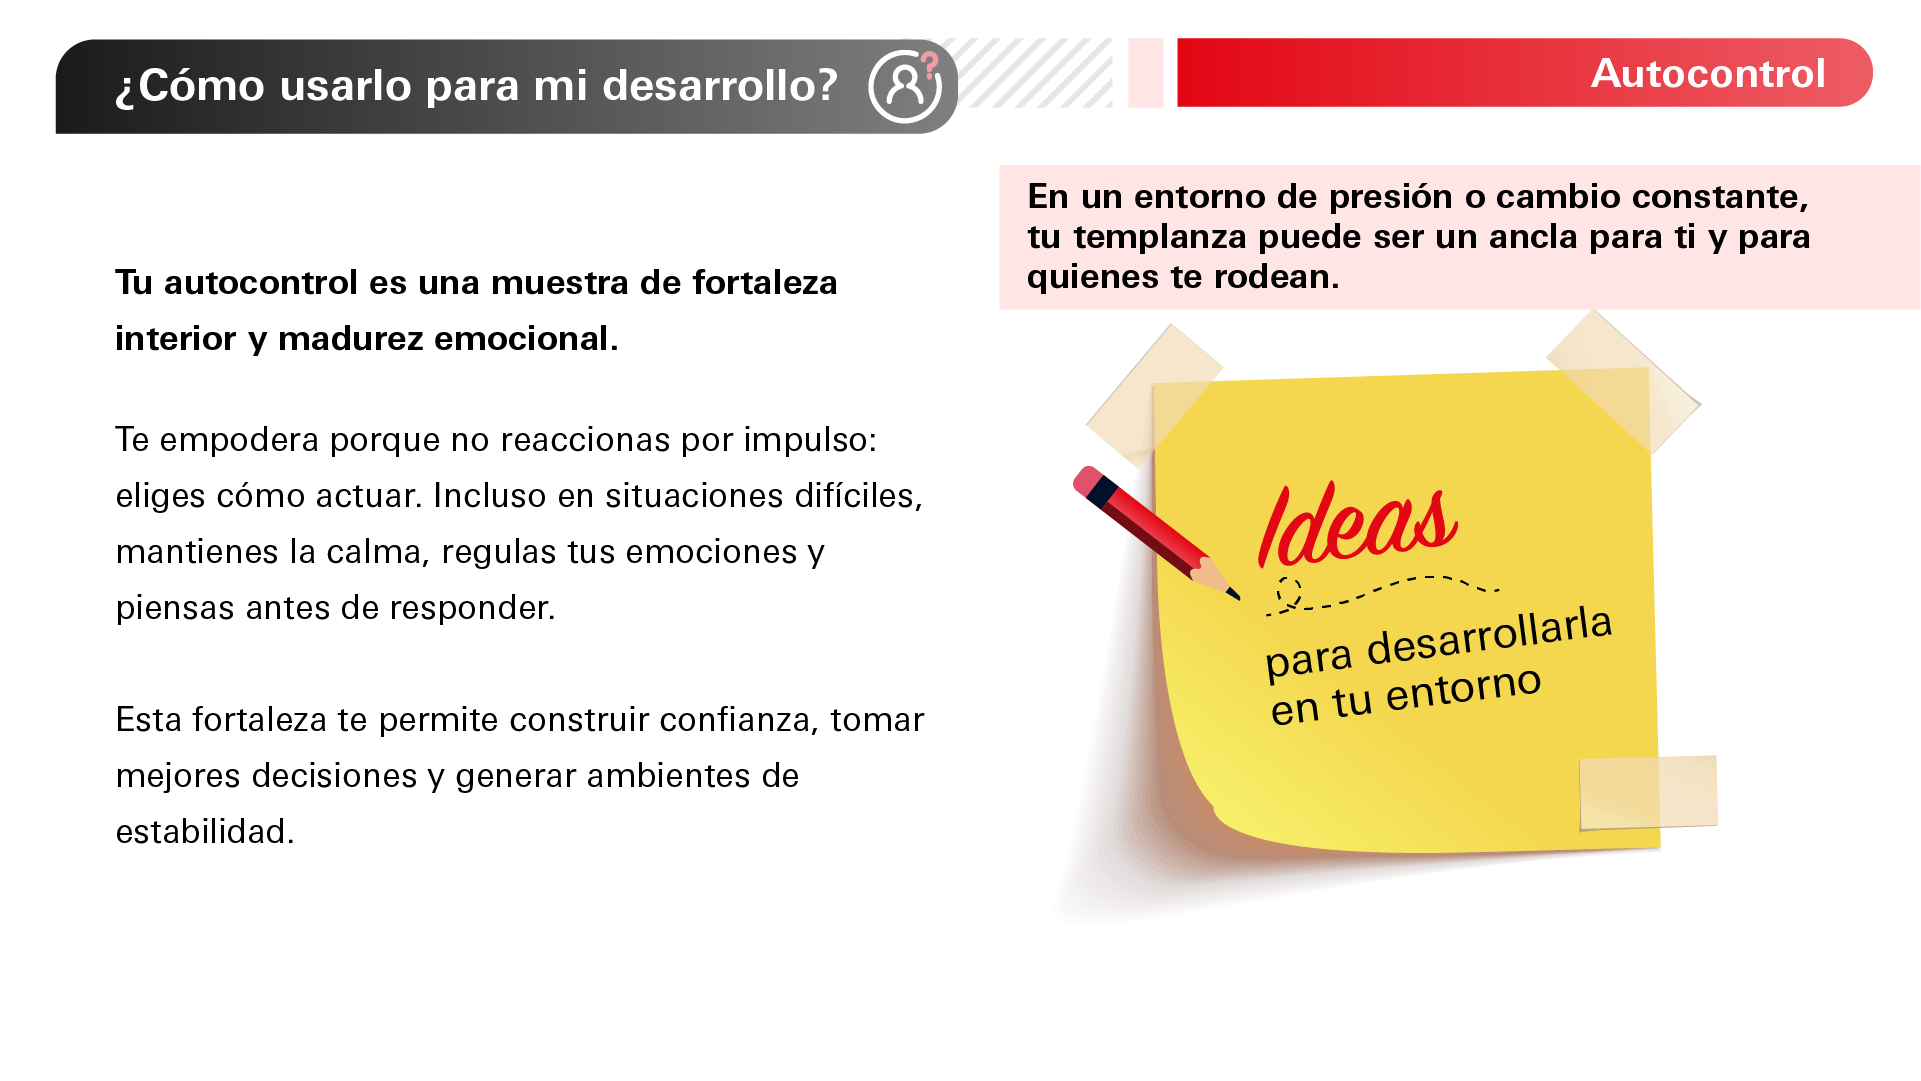 ¿Cómo usarlo para mi desarrollo?
Autocontrol
Tu autocontrol es una muestra de fortaleza
interior y madurez emocional.
Te empodera porque no reaccionas por impulso:
eliges cómo actuar. Incluso en situaciones difíciles,
mantienes la calma, regulas tus emociones y
piensas antes de responder.
Esta fortaleza te permite construir confianza, tomar
mejores decisiones y generar ambientes de
estabilidad.
En un entorno de presión o cambio constante,
tu templanza puede ser un ancla para ti y para
quienes te rodean.
Ideas
para desarrollarla
en tu entorno